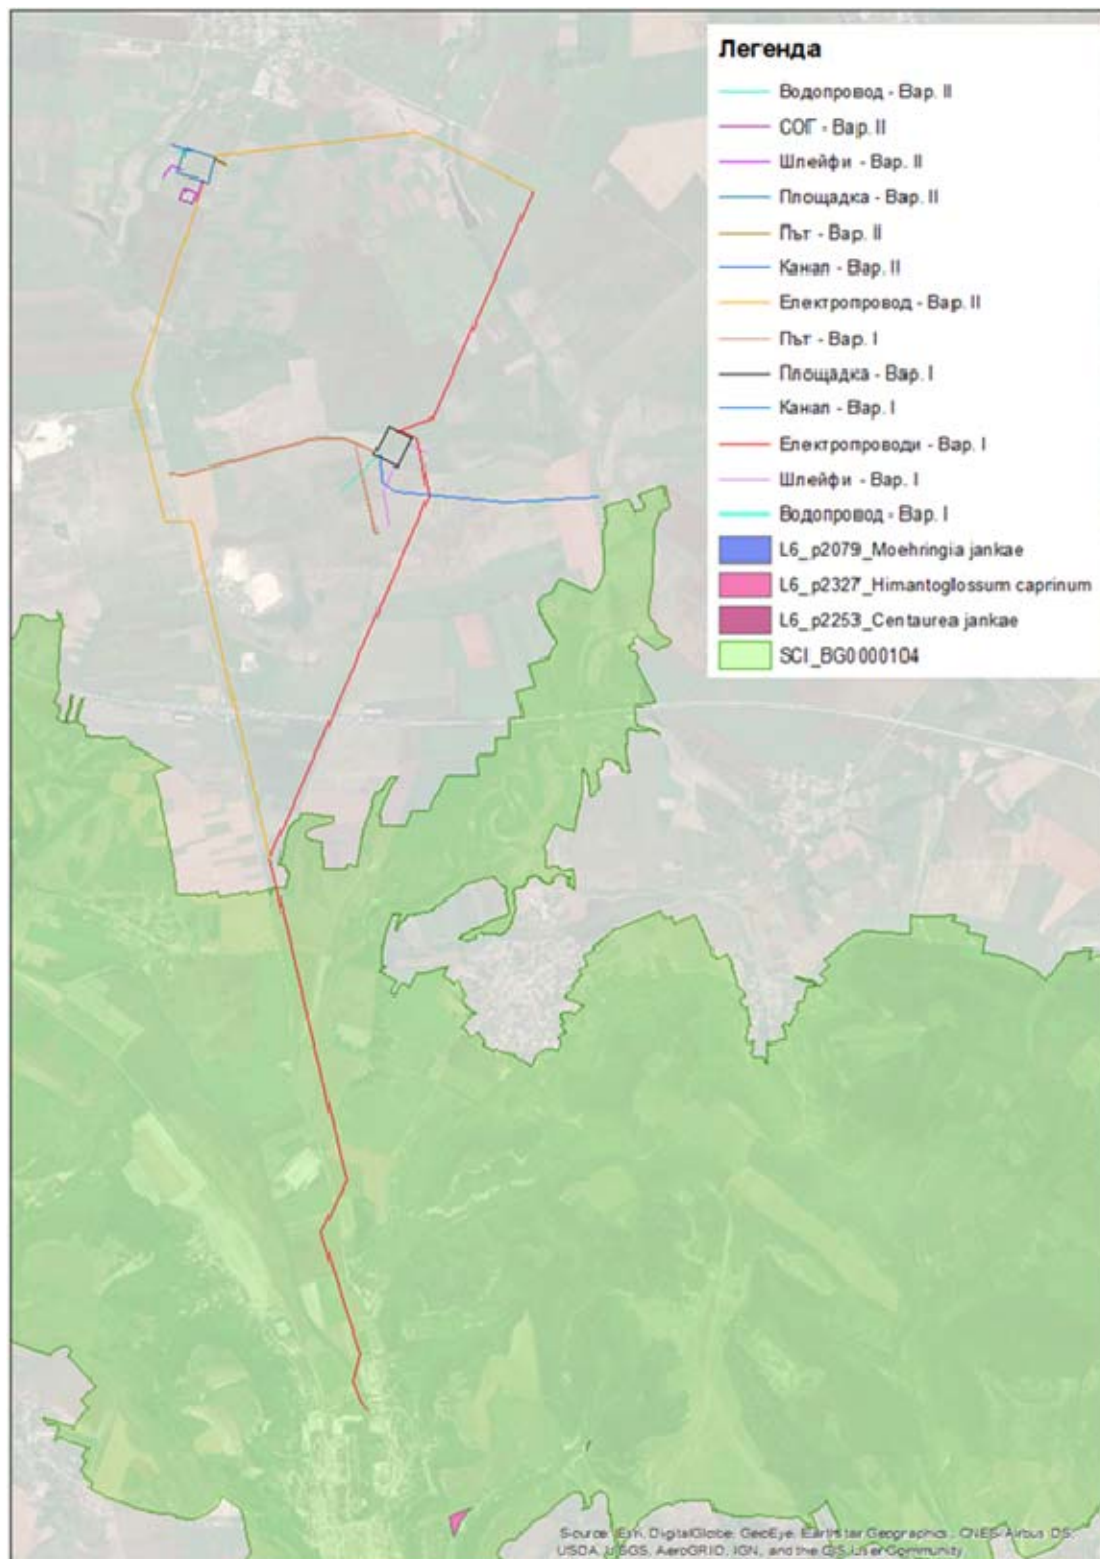 Легенда
Водопровод - Вар. II
СОГ - Вар. II
Шлейфи - Вар. II
Площадка - Вар. II
Път - Вар. II
Канал - Вар. II
Електропровод - Вар. II
Път - Вар. I
Площадка - Вар. I
Канал - Вар. I
Електропроводи - Вар. I
Шлейфи - Вар. I
Водопровод - Вар. I
L6_p2079_Moehringia jankae
L6_p2327_Himantoglossum caprinum
L6_p2253_Centaurea jankae
SCI_BG0000104
Source: Esri, DigitalGlobe, GeoEye, Earthstar Geographics, CNES/Airbus DS,
USDA, USGS, AeroGRID, IGN, and the GIS User Community